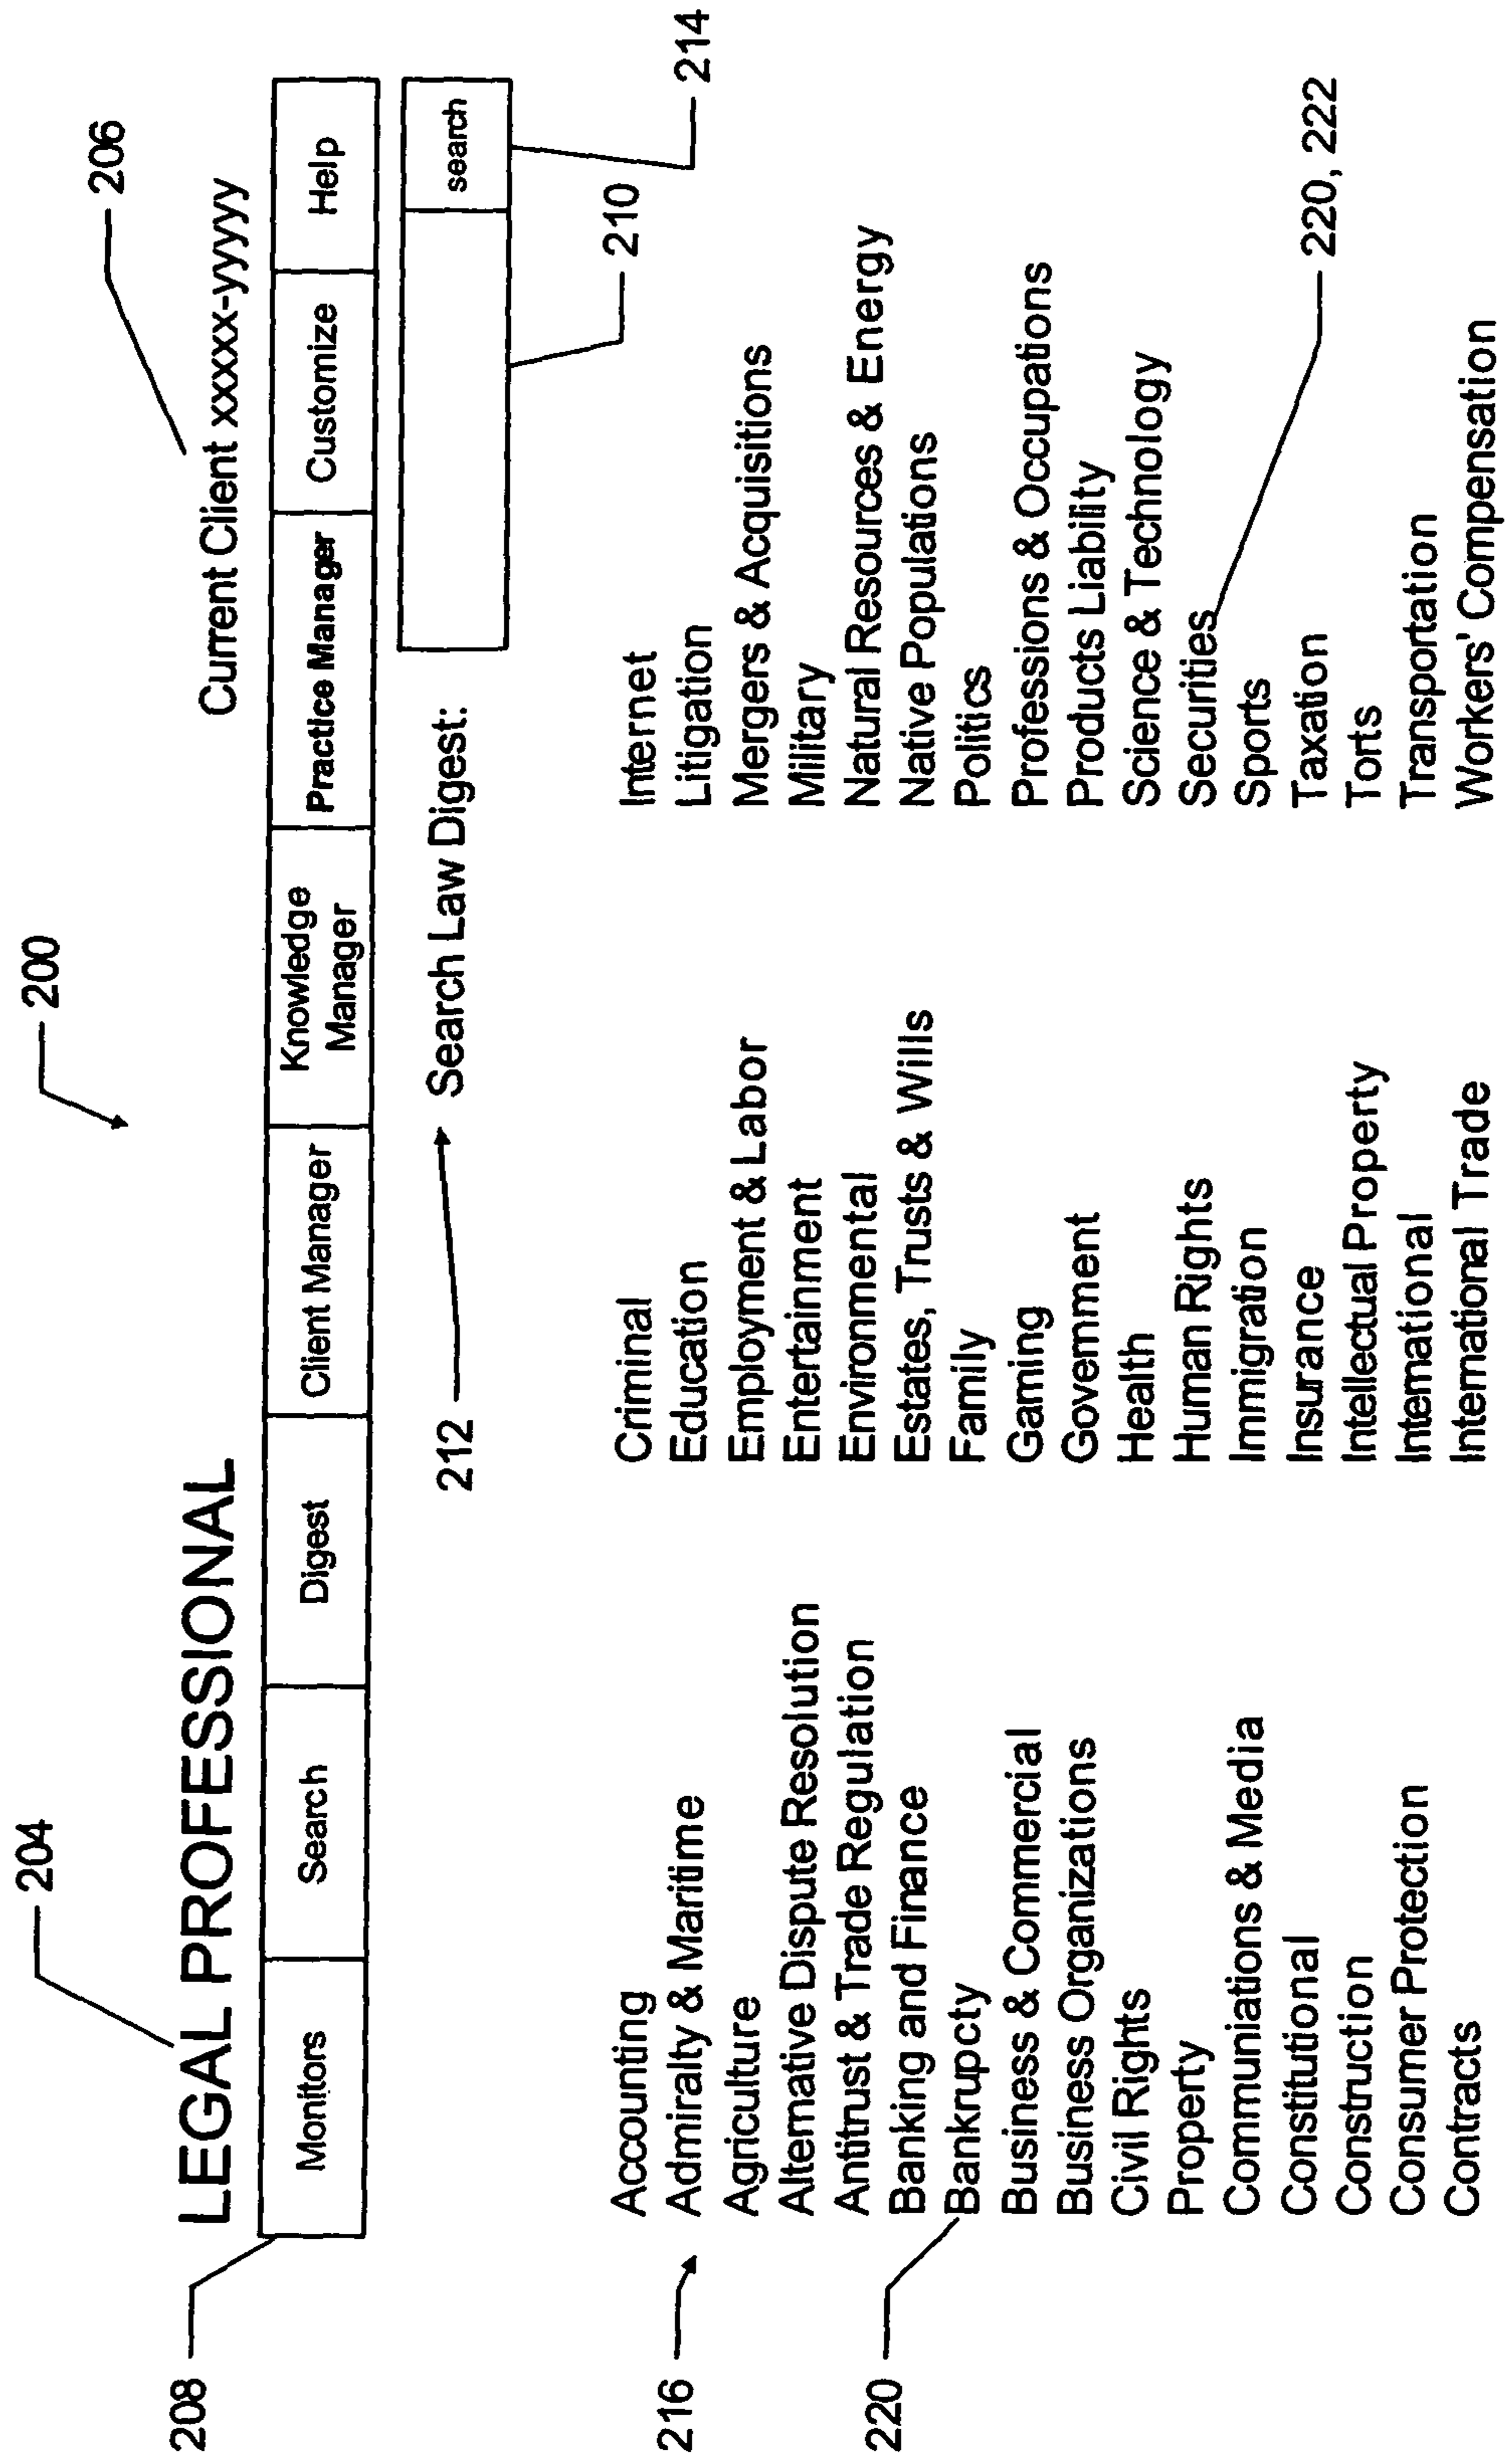 200
204
206
LEGAL PROFESSIONAL
Current Client xxxxx-yyyy
208
Monitors
Search
Digest
Client Manager
Knowledge
Manager
Practice Manager
Customize
Help
212
Search Law Digest:
search
210
214
216
220
Accounting
Admiralty & Maritime
Agriculture
Alternative Dispute Resolution
Antitrust & Trade Regulation
Banking and Finance
Bankrupcty
Business & Commercial
Business Organizations
Civil Rights
Property
Communiations & Media
Constitutional
Construction
Consumer Protection
Contracts
Criminal
Education
Employment & Labor
Entertainment
Environmental
Estates, Trusts & Wills
Family
Gaming
Government
Health
Human Rights
Immigration
Insurance
Intellectual Property
International
International Trade
Internet
Litigation
Mergers & Acquisitions
Military
Natural Resources & Energy
Native Populations
Politics
Professions & Occupations
Products Liability
Science & Technology
Securities
Sports
Taxation
Torts
Transportation
Workers' Compensation
220, 222